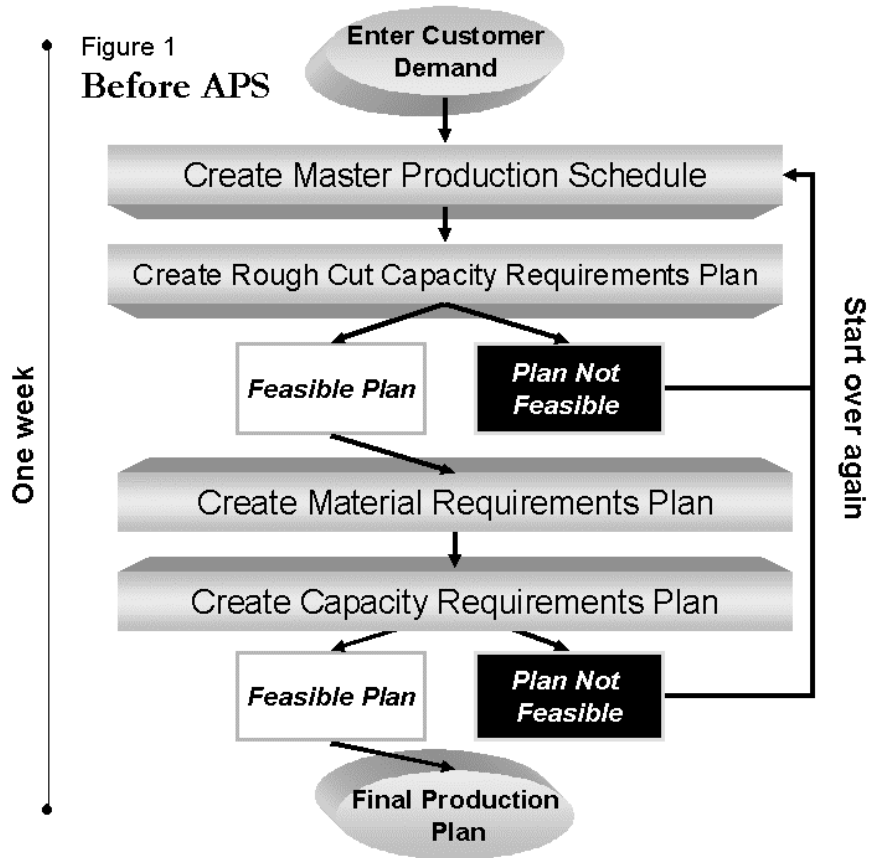 Figure 1
Before APS
Enter Customer
Demand
Create Master Production Schedule
Create Rough Cut Capacity Requirements Plan
Feasible Plan
Plan Not
Feasible
Create Material Requirements Plan
Create Capacity Requirements Plan
Feasible Plan
Plan Not
Feasible
Final Production
Plan
One week
Start over again